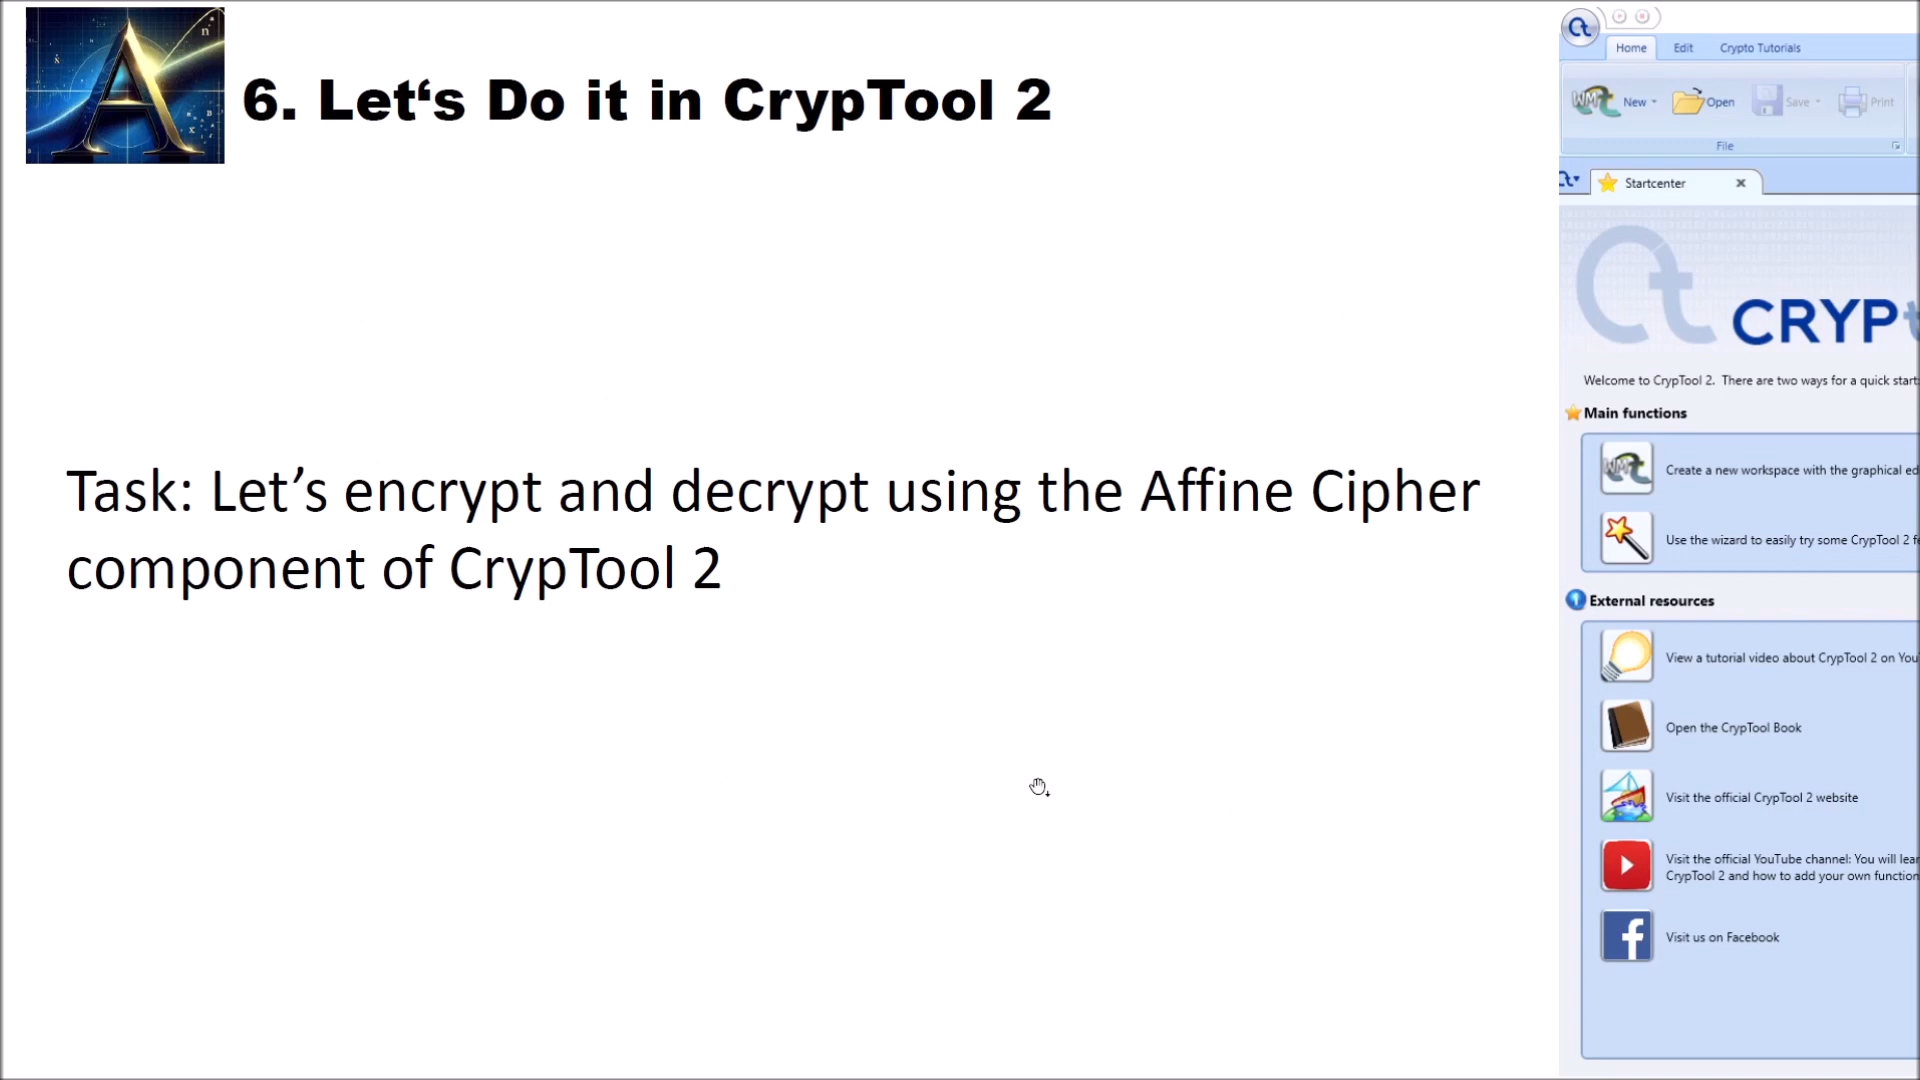 6. Let‘s Do it in CrypTool 2
Task: Let’s encrypt and decrypt using the Affine Cipher
component of CrypTool 2
Home Edit Crypto Tutorials
New Open Save Print
File
Startcenter
CRYP
Welcome to CrypTool 2. There are two ways for a quick start
Main functions
Create a new workspace with the graphical ed
Use the wizard to easily try some CrypTool 2 fe
External resources
View a tutorial video about CrypTool 2 on You
Open the CrypTool Book
Visit the official CrypTool 2 website
Visit the official YouTube channel: You will lear
CrypTool 2 and how to add your own function
Visit us on Facebook